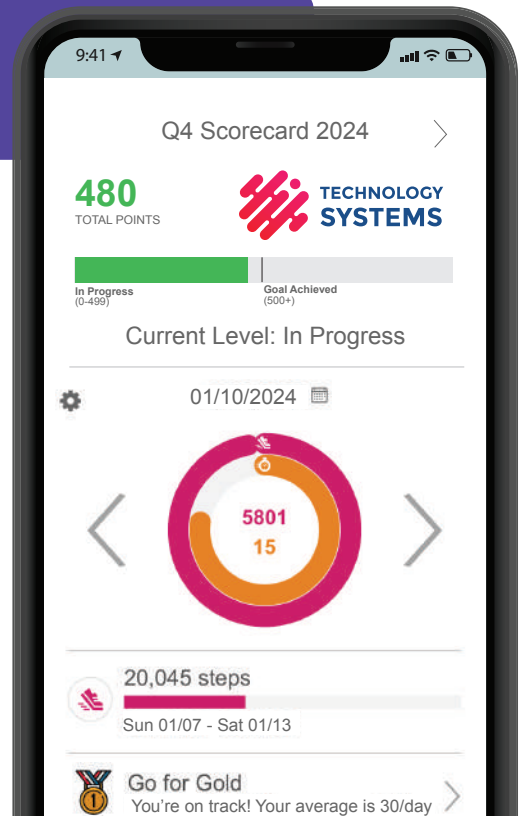 9:41
Q4 Scorecard 2024
480
TOTAL POINTS
TECHNOLOGY
SYSTEMS
In Progress
(0-499)
Goal Achieved
(500+)
Current Level: In Progress
01/10/2024
5801
15
20,045 steps
Sun 01/07 - Sat 01/13
1
Go for Gold
You're on track! Your average is 30/day